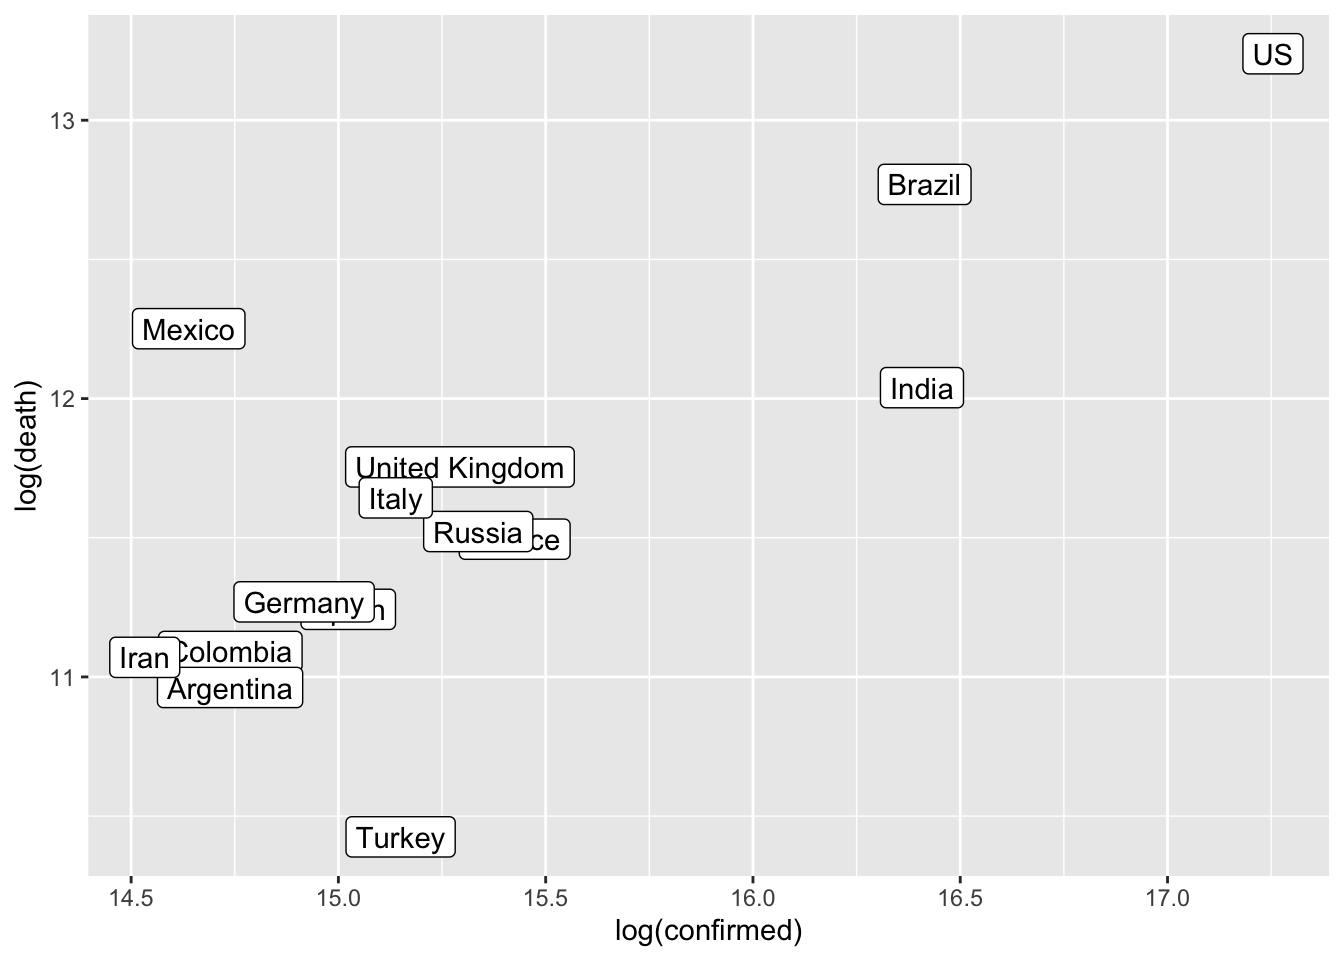 US
13
Brazil
Mexico
12
India
United Kingdom
Italy
Russia
Germany
Colombia
Iran
11
Argentina
Turkey
14.5 15.0 15.5 16.0 16.5 17.0
log(confirmed)
log(death)